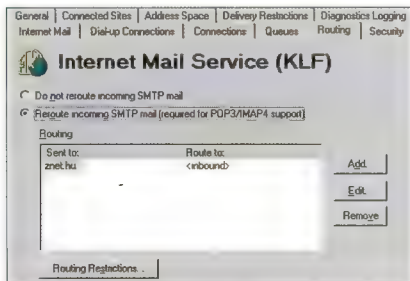 General Connected Sites Address Space Delivery Restrictions Diagnostics Logging
Internet Mail Dial-up Connections Connections Queues Routing Security
Internet Mail Service (KLF)
Do not reroute incoming SMTP mail
Reroute incoming SMTP mail (required for POP3/IMAP4 support)
Routing
Sent to: Route to:
znet.hu <inbound>
Add.
Edit.
Remove
Routing Restrictions. .